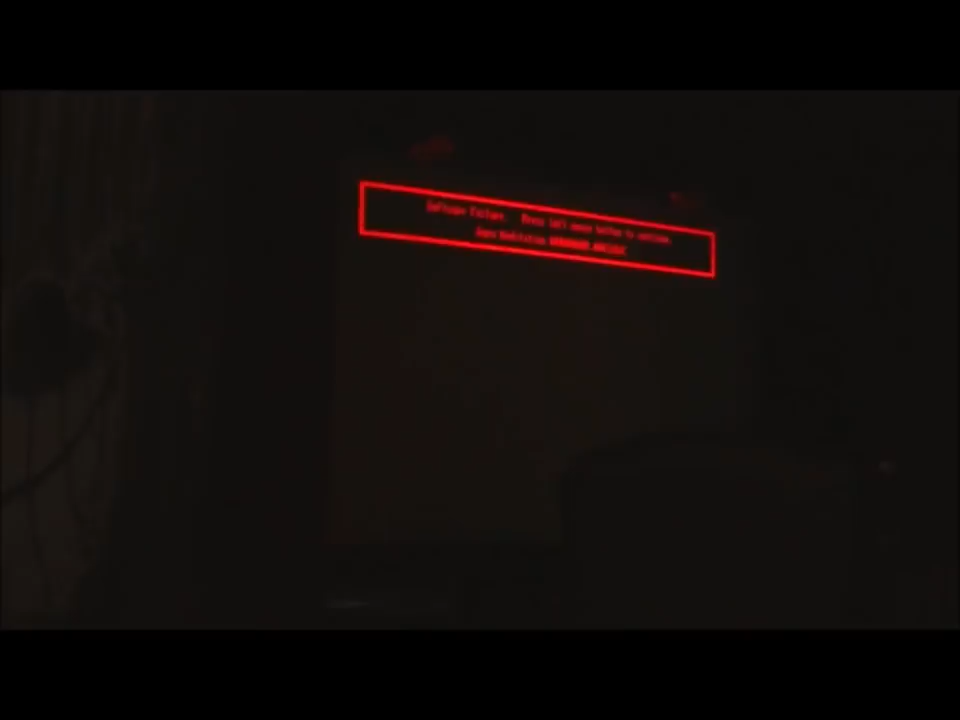 Software Failure. Press left mouse button to continue.
Guru Meditation